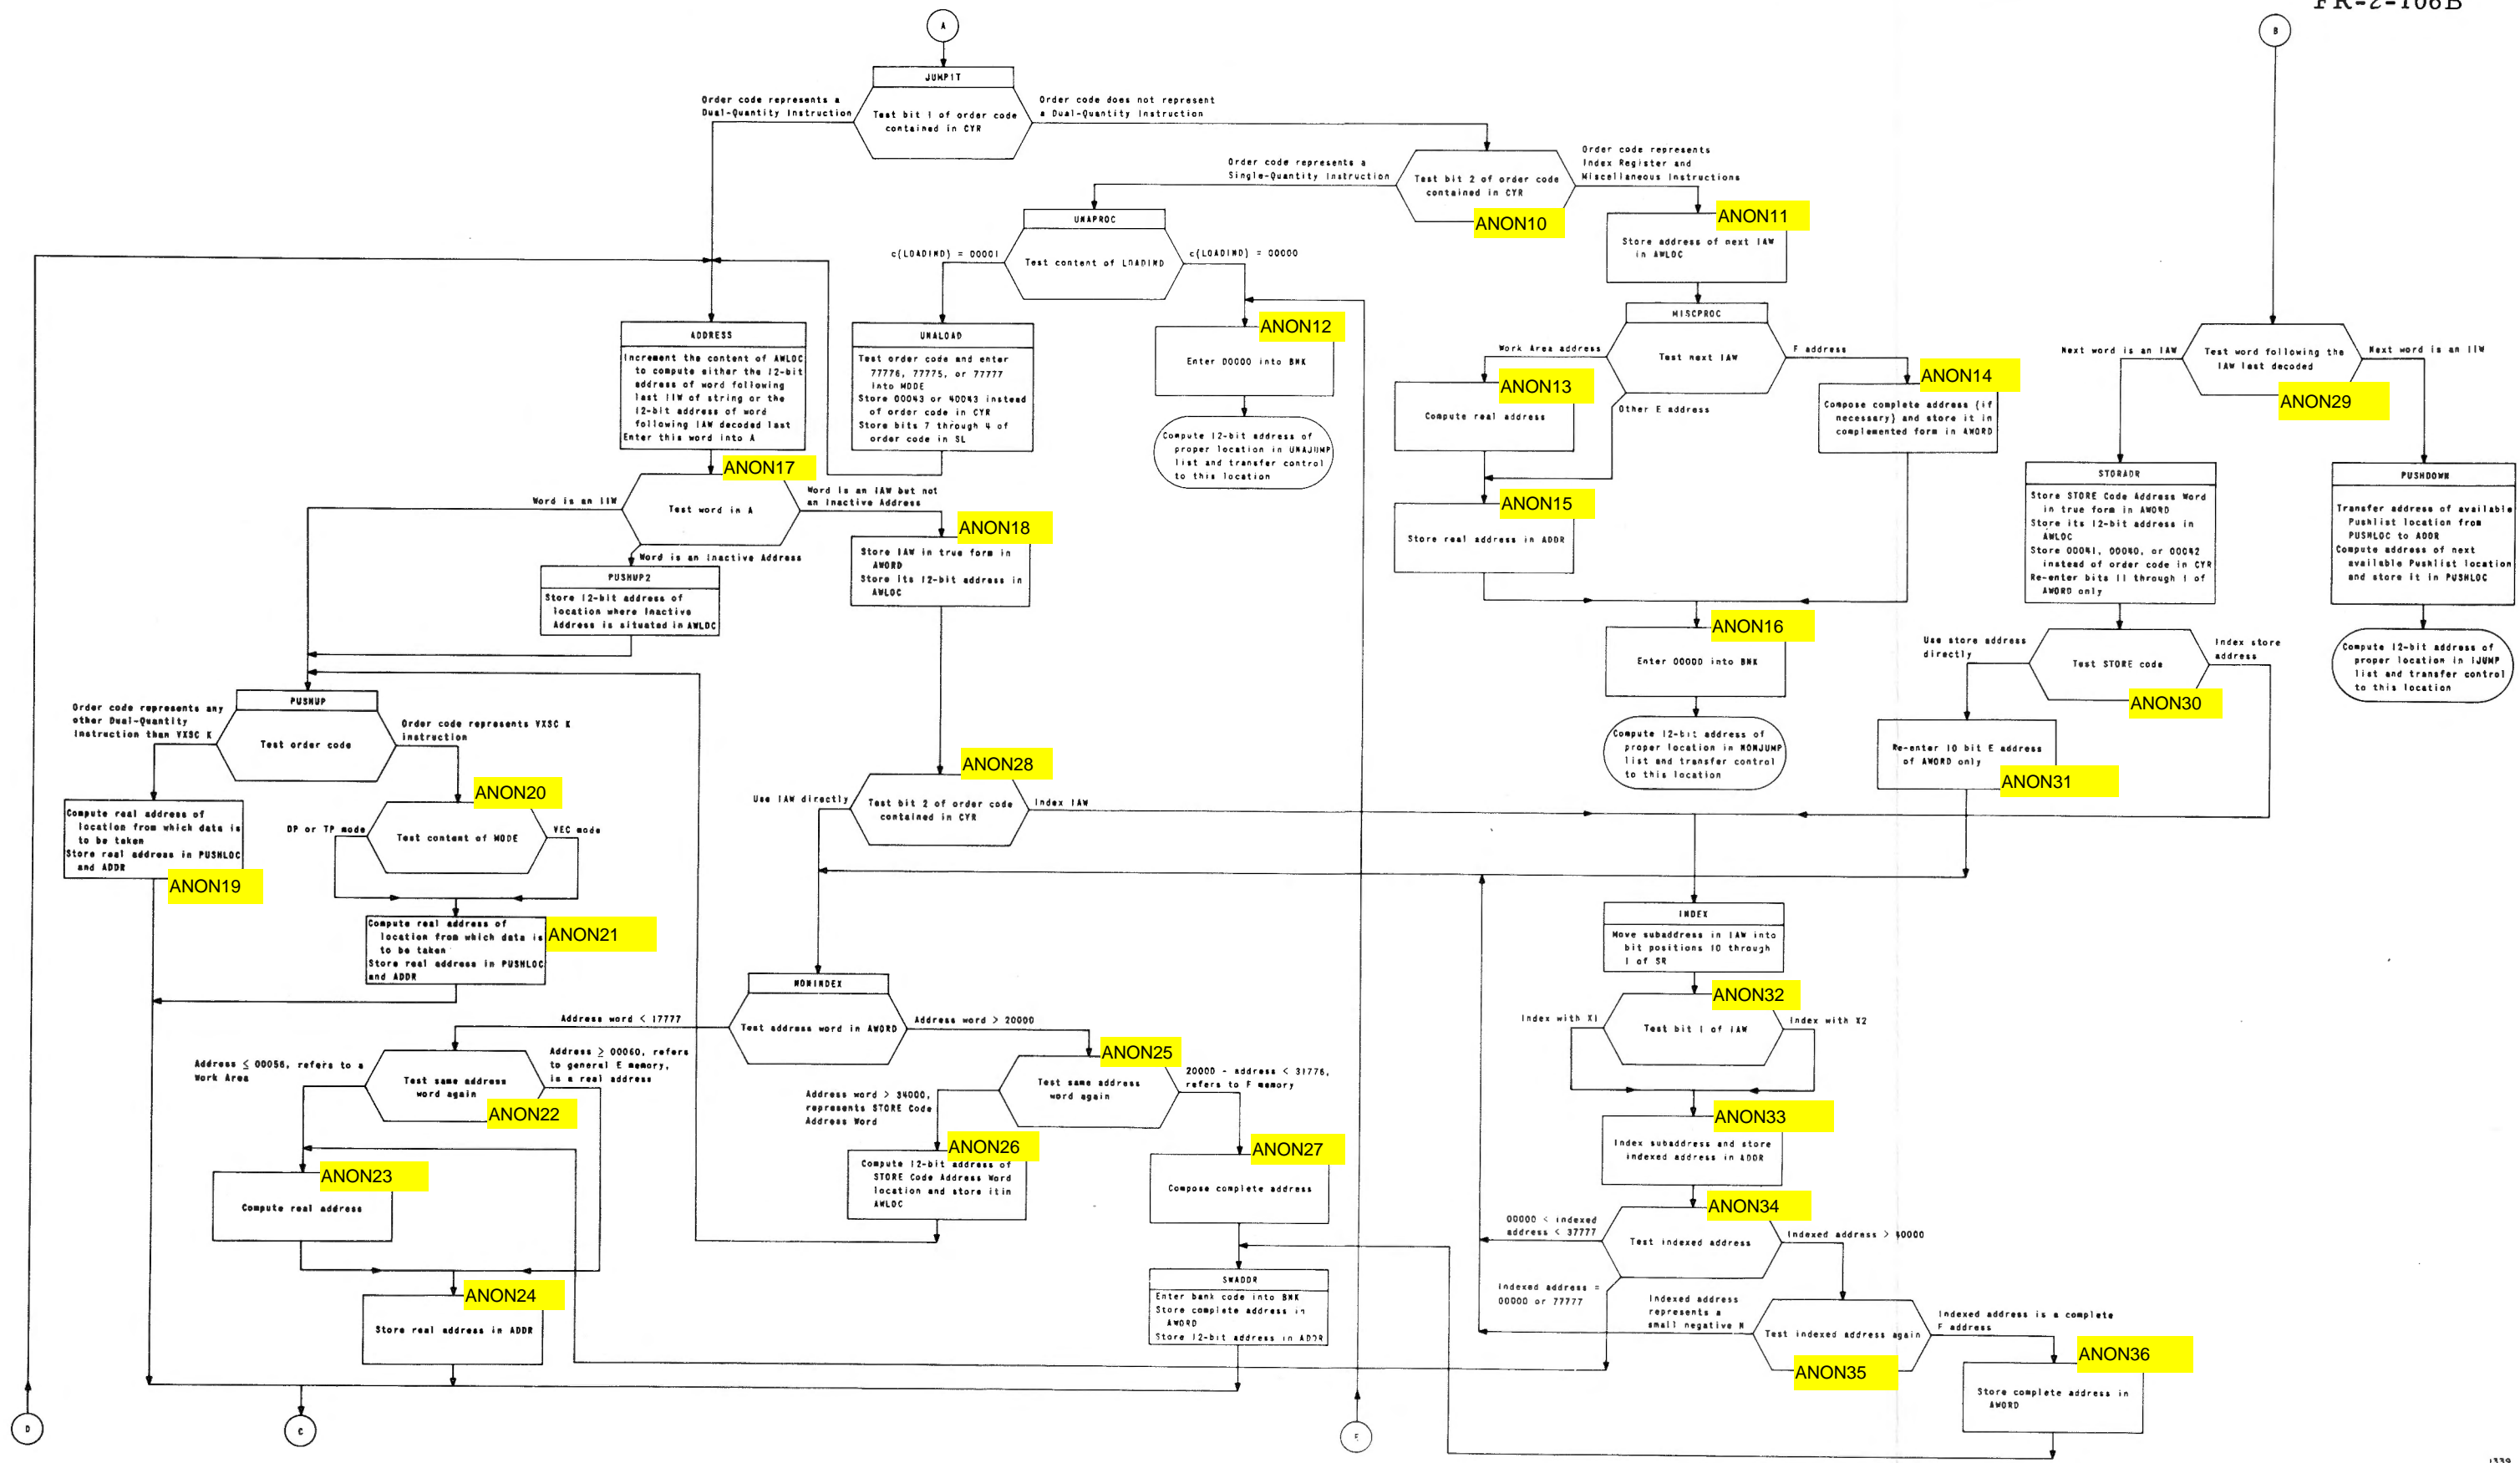 FR-2-106B
A
B
JUMPIT
Test bit 1 of order code
contained in CYR
Order code represents a
Dual-Quantity Instruction
Order code does not represent
a Dual-Quantity Instruction
Test bit 2 of order code
contained in CYR
ANON10
Order code represents a
Single-Quantity Instruction
Order code represents
Index Register and
Miscellaneous Instructions
UNAPROC
Test content of LOADIND
c(LOADIND) = 00001
c(LOADIND) = 00000
ANON11
Store address of next IAW
in AWLOC
MISCPROC
Test next IAW
Work Area address
F address
Other E address
ANON12
Enter 00000 into BNK
Compute 12-bit address of
proper location in UNAJUMP
list and transfer control
to this location
ANON13
Compute real address
ANON14
Compose complete address (if
necessary) and store it in
complemented form in AWORD
ANON15
Store real address in ADDR
ANON16
Enter 00000 into BNK
Compute 12-bit address of
proper location in NONJUMP
list and transfer control
to this location
ADDRESS
Increment the content of AWLOC
to compute either the 12-bit
address of word following
last IIW of string or the
12-bit address of word
following IAW decoded last
Enter this word into A
UNALOAD
Test order code and enter
77776, 77775, or 77777
into MODE
Store 00043 or 40043 instead
of order code in CYR
Store bits 7 through 4 of
order code in SL
ANON17
Test word in A
Word is an IIW
Word is an IAW but not
an Inactive Address
Word is an Inactive Address
ANON18
Store IAW in true form in
AWORD
Store its 12-bit address in
AWLOC
PUSHUP2
Store 12-bit address of
location where Inactive
Address is situated in AWLOC
PUSHUP
Test order code
Order code represents any
other Dual-Quantity
Instruction than VXSC K
Order code represents VXSC K
instruction
ANON19
Compute real address of
location from which data is
to be taken
Store real address in PUSHLOC
and ADDR
ANON20
Test content of MODE
DP or TP mode
VEC mode
ANON21
Compute real address of
location from which data is
to be taken
Store real address in PUSHLOC
and ADDR
ANON28
Test bit 2 of order code
contained in CYR
Use IAW directly
Index IAW
NONINDEX
Test address word in AWORD
Address word < 17777
Address word > 20000
Test same address
word again
ANON22
Address ≤ 00056, refers to a
Work Area
Address ≥ 00060, refers
to general E memory,
is a real address
ANON23
Compute real address
ANON24
Store real address in ADDR
ANON25
Test same address
word again
Address word > 34000,
represents STORE Code
Address Word
20000 - address < 31776,
refers to F memory
ANON26
Compute 12-bit address of
STORE Code Address Word
location and store it in
AWLOC
ANON27
Compose complete address
SWADDR
Enter bank code into BNK
Store complete address in
AWORD
Store 12-bit address in ADDR
Test word following the
IAW last decoded
ANON29
Next word is an IAW
Next word is an IIW
STORADR
Store STORE Code Address Word
in true form in AWORD
Store its 12-bit address in
AWLOC
Store 00041, 00040, or 00042
instead of order code in CYR
Re-enter bits 11 through 1 of
AWORD only
PUSHDOWN
Transfer address of available
Pushlist location from
PUSHLOC to ADDR
Compute address of next
available Pushlist location
and store it in PUSHLOC
Compute 12-bit address of
proper location in IJUMP
list and transfer control
to this location
Test STORE code
ANON30
Use store address
directly
Index store
address
Re-enter 10 bit E address
of AWORD only
ANON31
INDEX
Move subaddress in IAW into
bit positions 10 through
1 of SR
ANON32
Test bit 1 of IAW
Index with X1
Index with X2
ANON33
Index subaddress and store
indexed address in ADDR
ANON34
Test indexed address
00000 < indexed
address < 37777
Indexed address > 40000
Indexed address =
00000 or 77777
Test indexed address again
ANON35
Indexed address
represents a
small negative N
Indexed address is a complete
F address
ANON36
Store complete address in
AWORD
D
C
E
1339